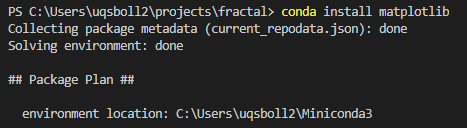 PS C:\Users\uqsboll2\projects\fractal> conda install matplotlib
Collecting package metadata (current_repodata.json): done
Solving environment: done
## Package Plan ##
environment location: C:\Users\uqsboll2\Miniconda3